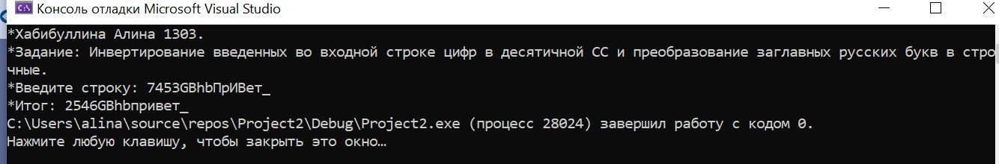 Консоль отладки Microsoft Visual Studio
*Хабибуллина Алина 1303.
*Задание: Инвертирование введенных во входной строке цифр в десятичной СС и преобразование заглавных русских букв в стро
чные.
*Введите строку: 7453GBhbПрИВет_
*Итог: 2546GBhbпривет_
C:\Users\alina\source\repos\Project2\Debug\Project2.exe (процесс 28024) завершил работу с кодом 0.
Нажмите любую клавишу, чтобы закрыть это окно…